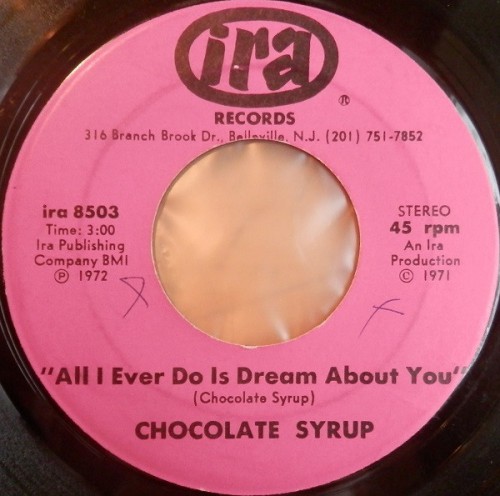 ira
®
RECORDS
316 Branch Brook Dr., Belleville, N.J. (201) 751-7852
ira 8503
Time: 3:00
Ira Publishing
Company BMI
℗ 1972
STEREO
45 rpm
An Ira
Production
© 1971
"All I Ever Do Is Dream About You"
(Chocolate Syrup)
CHOCOLATE SYRUP